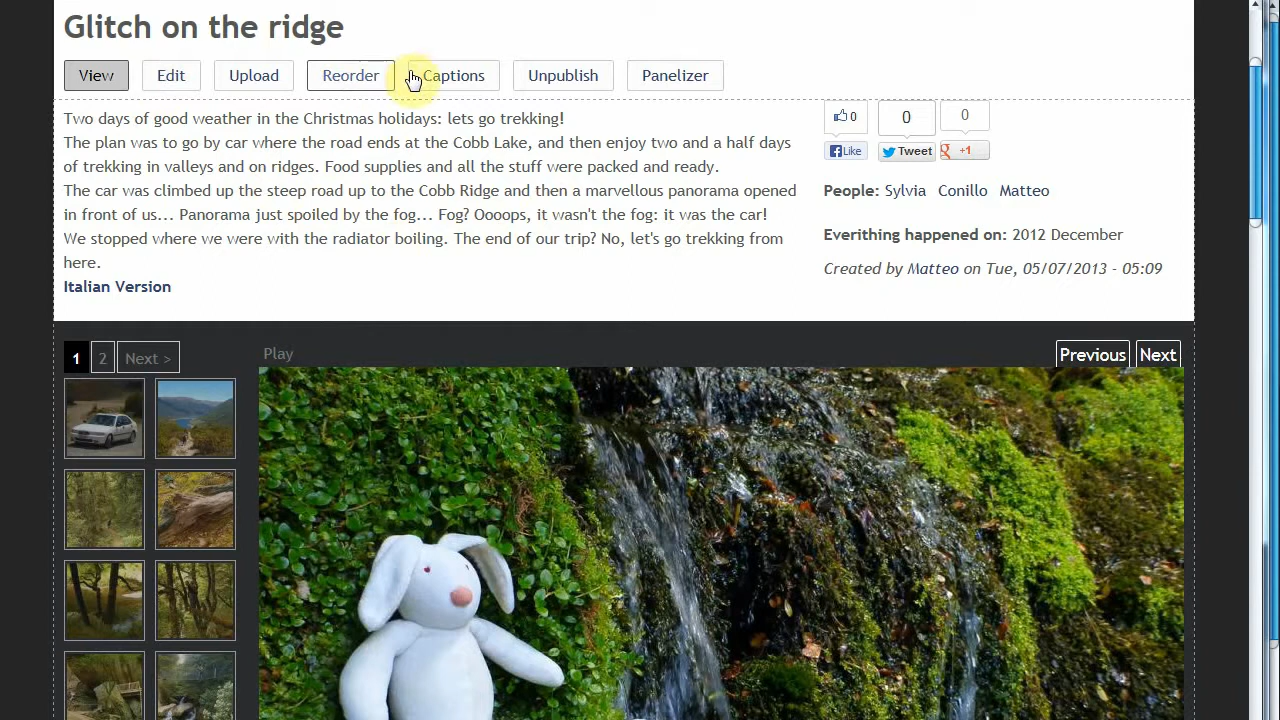 Glitch on the ridge
View Edit Upload Reorder Captions Unpublish Panelizer
Two days of good weather in the Christmas holidays: lets go trekking!
The plan was to go by car where the road ends at the Cobb Lake, and then enjoy two and a half days
of trekking in valleys and on ridges. Food supplies and all the stuff were packed and ready.
The car was climbed up the steep road up to the Cobb Ridge and then a marvellous panorama opened
in front of us... Panorama just spoiled by the fog... Fog? Oooops, it wasn't the fog: it was the car!
We stopped where we were with the radiator boiling. The end of our trip? No, let's go trekking from
here.
Italian Version
0 0 0
Like Tweet +1
People: Sylvia Conillo Matteo
Everithing happened on: 2012 December
Created by Matteo on Tue, 05/07/2013 - 05:09
1 2 Next >
Play
Previous Next